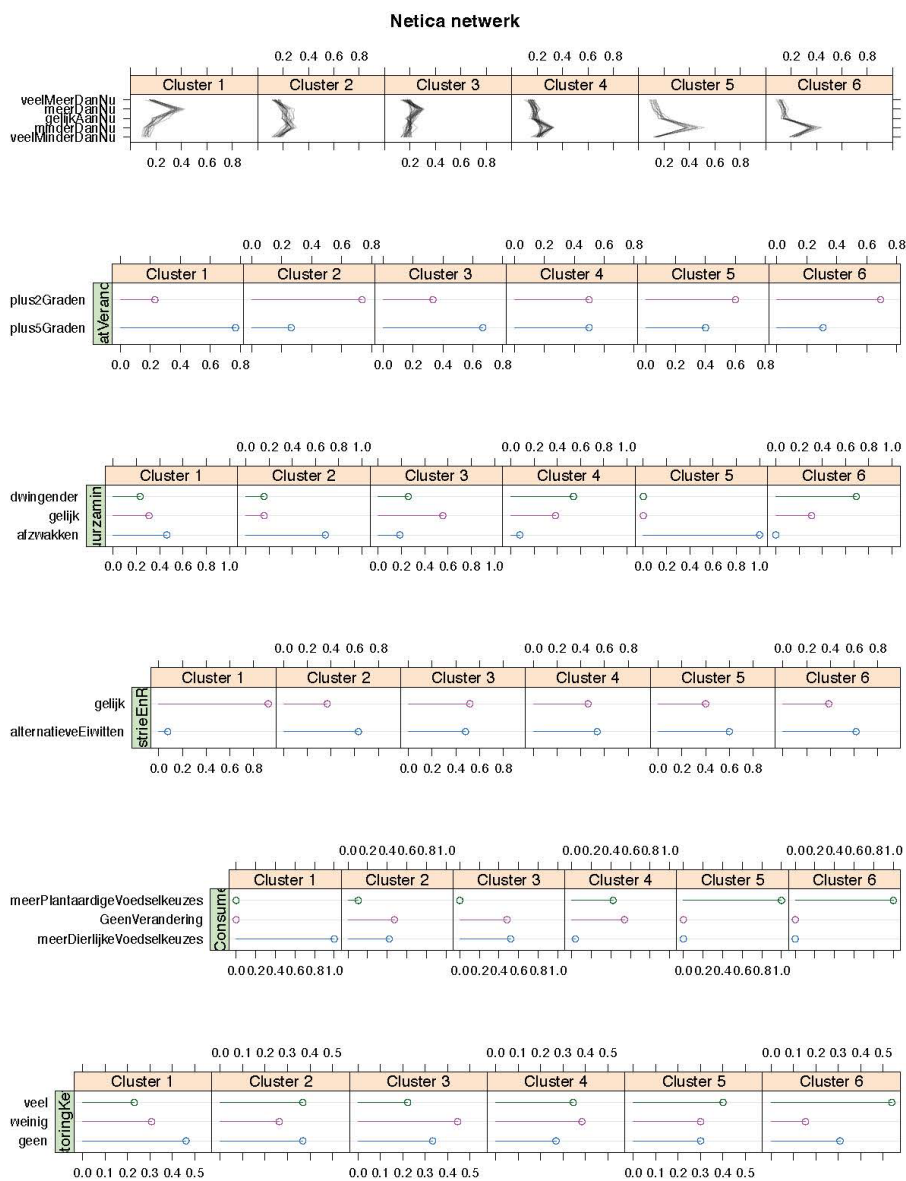 Netica netwerk
0.2 0.4 0.6 0.8 0.2 0.4 0.6 0.8 0.2 0.4 0.6 0.8
Cluster 1 Cluster 2 Cluster 3 Cluster 4 Cluster 5 Cluster 6
veelMeerDanNu
meerDanNu
gelijkAanNu
minderDanNu
veelMinderDanNu
0.2 0.4 0.6 0.8 0.2 0.4 0.6 0.8 0.2 0.4 0.6 0.8
0.0 0.2 0.4 0.6 0.8 0.0 0.2 0.4 0.6 0.8 0.0 0.2 0.4 0.6 0.8
Cluster 1 Cluster 2 Cluster 3 Cluster 4 Cluster 5 Cluster 6
plus2Graden
plus5Graden
atVeranc
0.0 0.2 0.4 0.6 0.8 0.0 0.2 0.4 0.6 0.8 0.0 0.2 0.4 0.6 0.8
0.0 0.2 0.4 0.6 0.8 1.0 0.0 0.2 0.4 0.6 0.8 1.0 0.0 0.2 0.4 0.6 0.8 1.0
Cluster 1 Cluster 2 Cluster 3 Cluster 4 Cluster 5 Cluster 6
dwingender
gelijk
afzwakken
urzamin
0.0 0.2 0.4 0.6 0.8 1.0 0.0 0.2 0.4 0.6 0.8 1.0 0.0 0.2 0.4 0.6 0.8 1.0
0.0 0.2 0.4 0.6 0.8 0.0 0.2 0.4 0.6 0.8 0.0 0.2 0.4 0.6 0.8
Cluster 1 Cluster 2 Cluster 3 Cluster 4 Cluster 5 Cluster 6
gelijk
alternatieveEiwitten
strieEnR
0.0 0.2 0.4 0.6 0.8 0.0 0.2 0.4 0.6 0.8 0.0 0.2 0.4 0.6 0.8
0.00.20.40.60.81.0 0.00.20.40.60.81.0 0.00.20.40.60.81.0
Cluster 1 Cluster 2 Cluster 3 Cluster 4 Cluster 5 Cluster 6
meerPlantaardigeVoedselkeuzes
GeenVerandering
meerDierlijkeVoedselkeuzes
Consume
0.00.20.40.60.81.0 0.00.20.40.60.81.0 0.00.20.40.60.81.0
0.0 0.1 0.2 0.3 0.4 0.5 0.0 0.1 0.2 0.3 0.4 0.5 0.0 0.1 0.2 0.3 0.4 0.5
Cluster 1 Cluster 2 Cluster 3 Cluster 4 Cluster 5 Cluster 6
veel
weinig
geen
toringKe
0.0 0.1 0.2 0.3 0.4 0.5 0.0 0.1 0.2 0.3 0.4 0.5 0.0 0.1 0.2 0.3 0.4 0.5